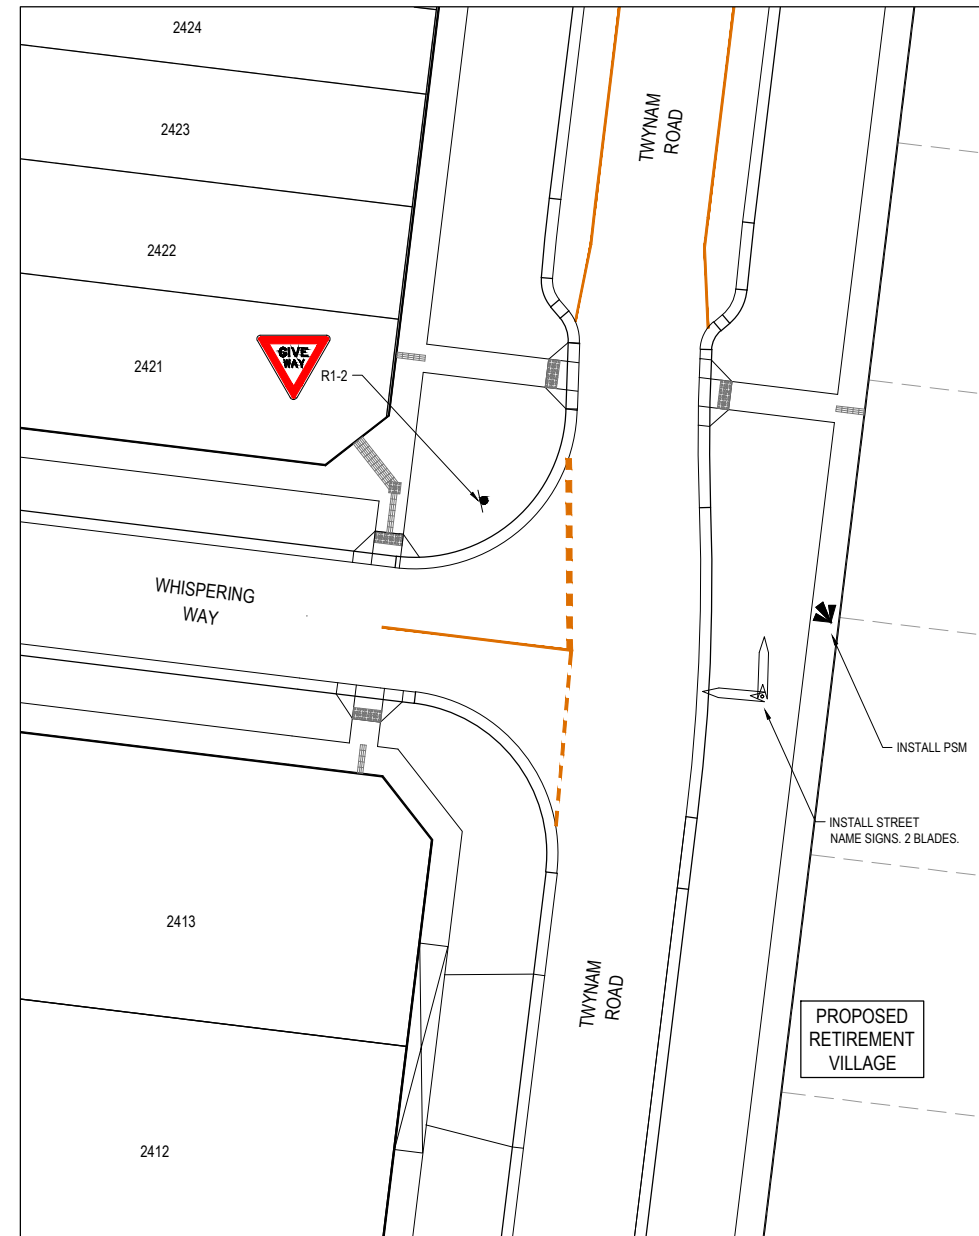 2424
TWYNAM
ROAD
2423
2422
2421
GIVE
WAY
R1-2
WHISPERING
WAY
INSTALL PSM
INSTALL STREET
NAME SIGNS. 2 BLADES.
2413
TWYNAM
ROAD
PROPOSED
RETIREMENT
VILLAGE
2412